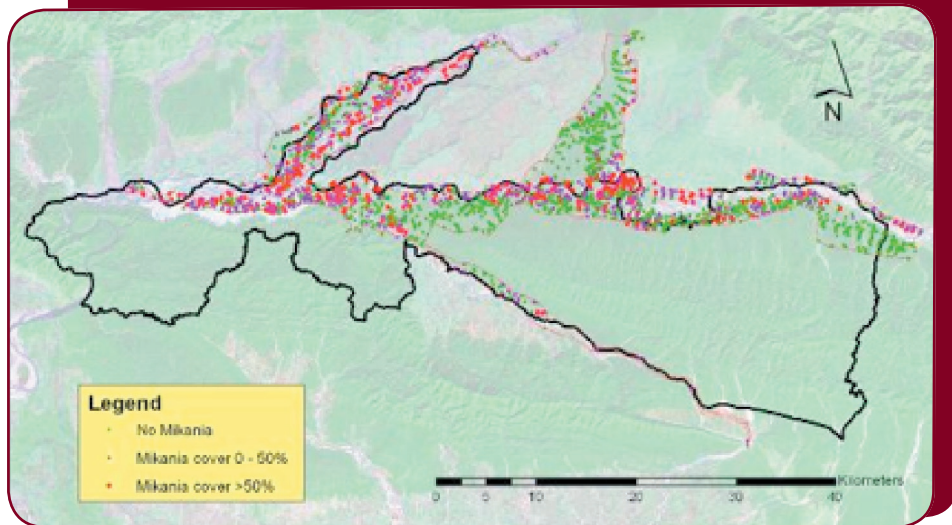 N
Legend
No Mikania
Mikania cover 0 - 50%
Mikania cover >50%
Kilometers
0 5 10 20 30 40